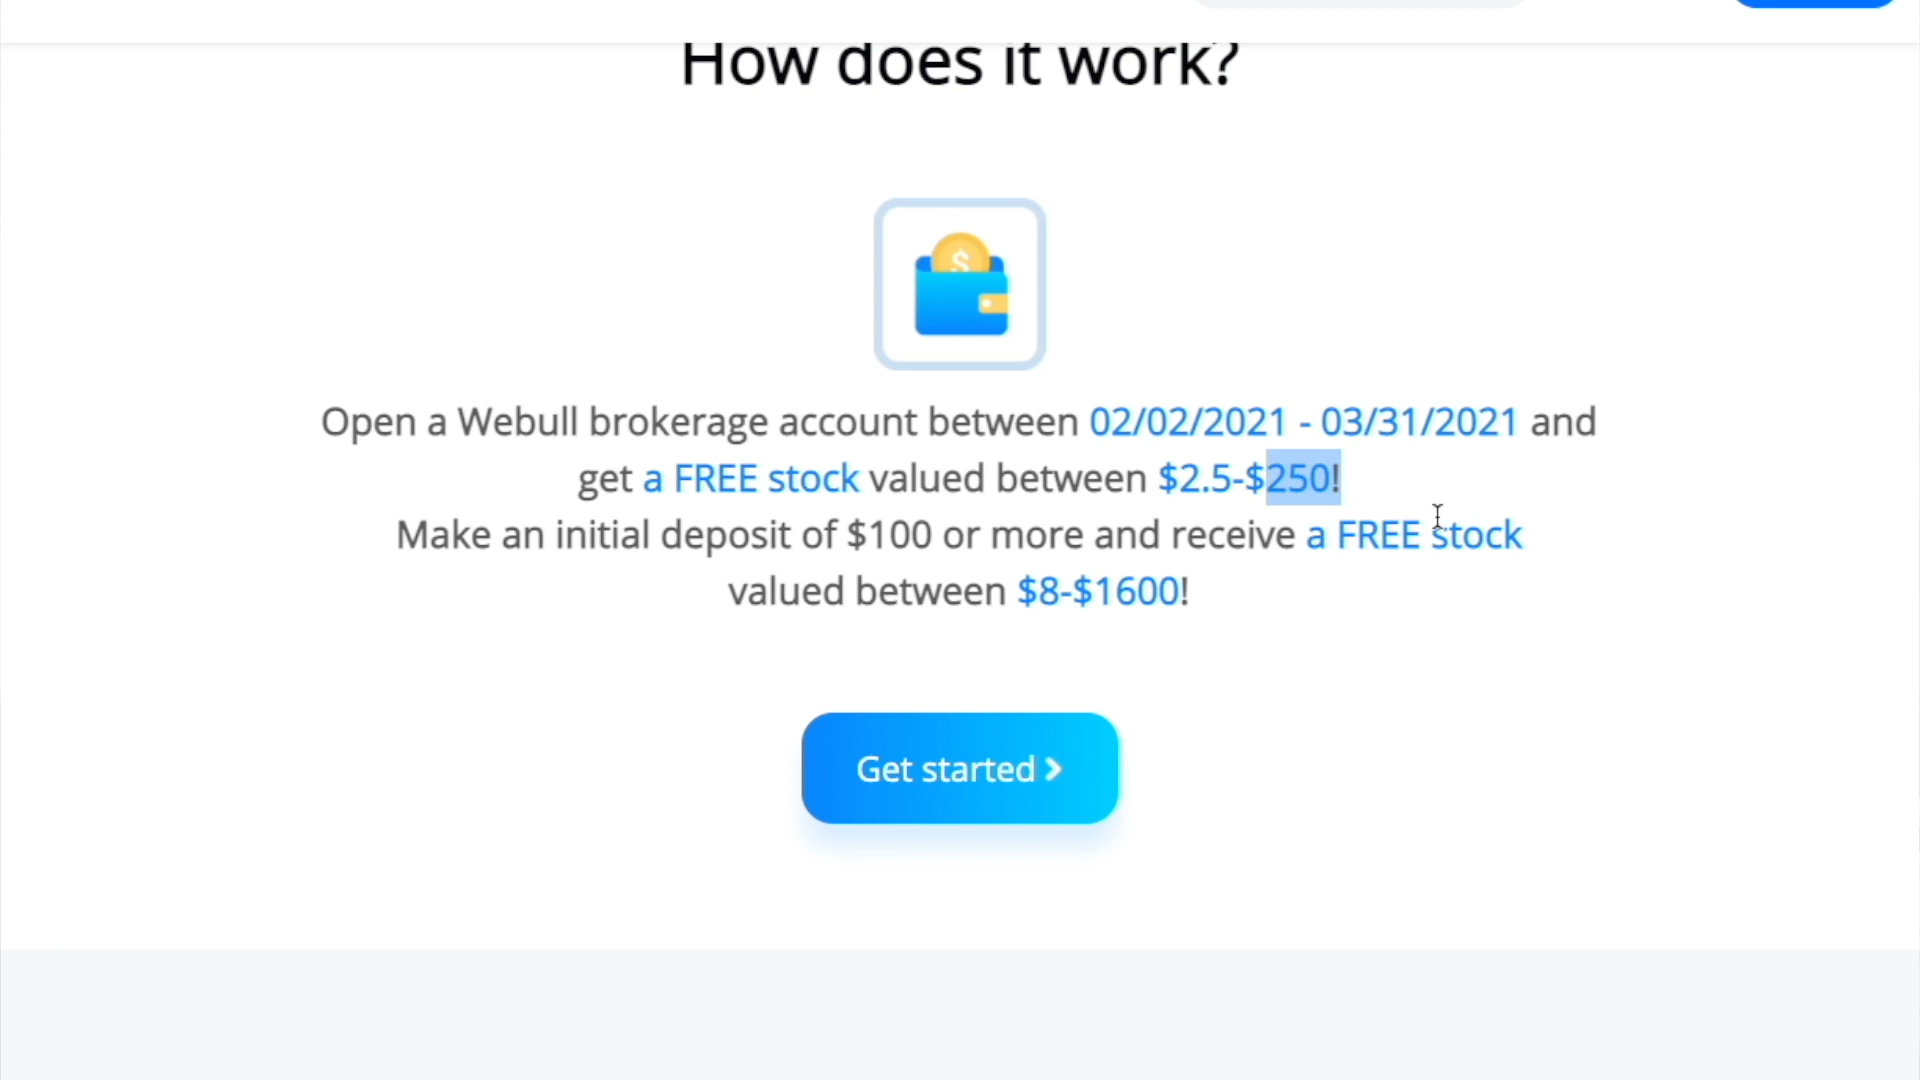 How does it work?
$
Open a Webull brokerage account between 02/02/2021 - 03/31/2021 and
get a FREE stock valued between $2.5-$250!
Make an initial deposit of $100 or more and receive a FREE stock
valued between $8-$1600!
Get started >